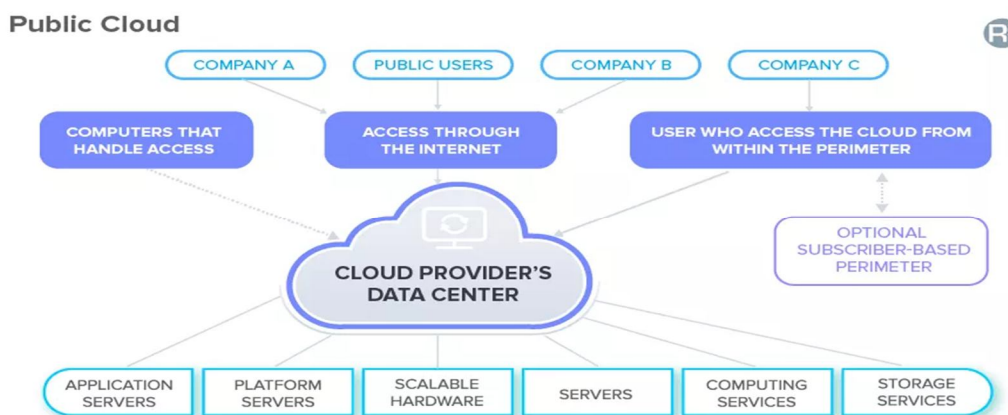 Public Cloud
R
COMPANY A
PUBLIC USERS
COMPANY B
COMPANY C
COMPUTERS THAT
HANDLE ACCESS
ACCESS THROUGH
THE INTERNET
USER WHO ACCESS THE CLOUD FROM
WITHIN THE PERIMETER
OPTIONAL
SUBSCRIBER-BASED
PERIMETER
CLOUD PROVIDER'S
DATA CENTER
APPLICATION
SERVERS
PLATFORM
SERVERS
SCALABLE
HARDWARE
SERVERS
COMPUTING
SERVICES
STORAGE
SERVICES